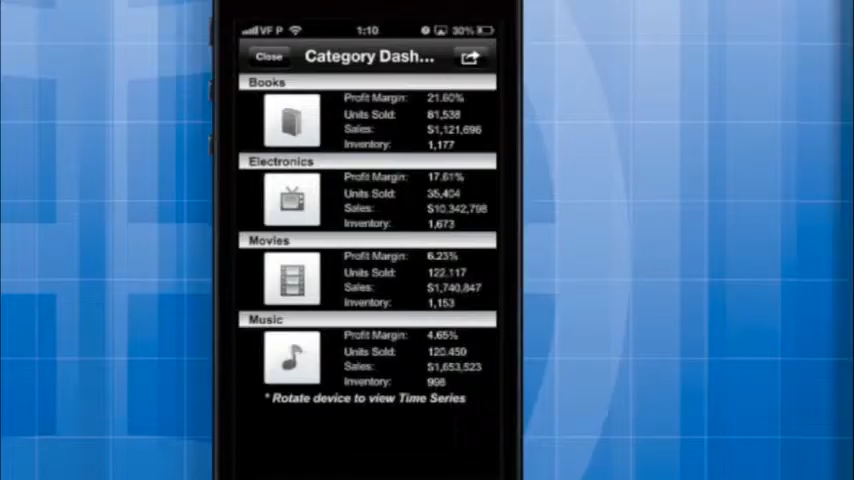 VF P 1:10 30%
Close Category Dash...
Books
Profit Margin: 21.60%
Units Sold: 81,538
Sales: $1,121,696
Inventory: 1,177
Electronics
Profit Margin: 17.61%
Units Sold: 35,404
Sales: $10,342,798
Inventory: 1,673
Movies
Profit Margin: 6.23%
Units Sold: 122,117
Sales: $1,740,847
Inventory: 1,153
Music
Profit Margin: 4.65%
Units Sold: 120,450
Sales: $1,653,523
Inventory: 998
* Rotate device to view Time Series